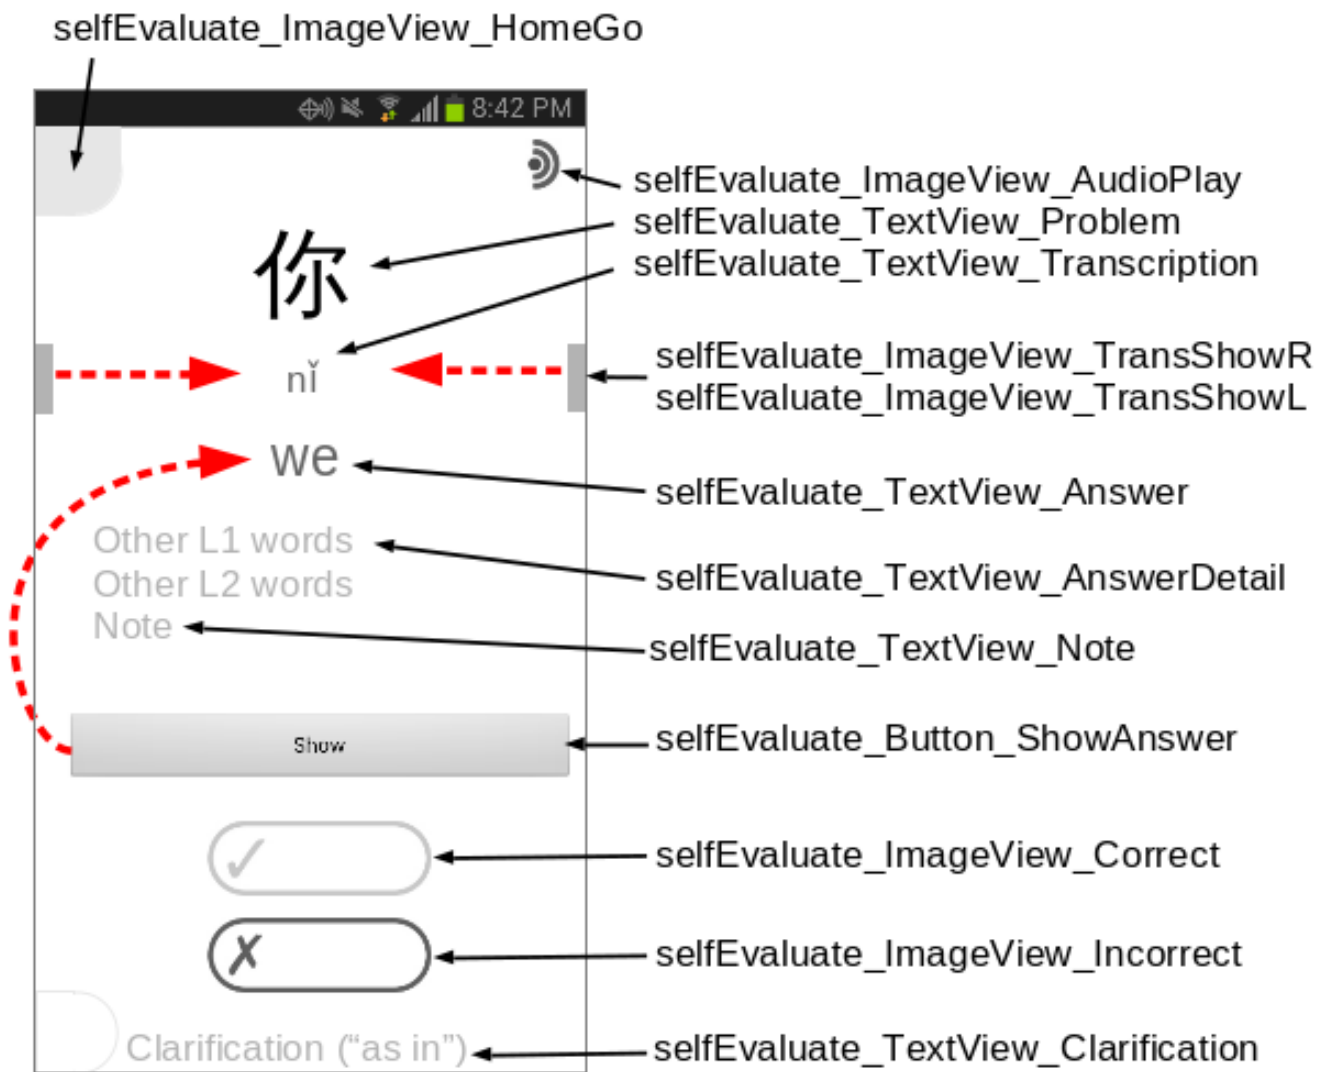 selfEvaluate_ImageView_HomeGo
8:42 PM
selfEvaluate_ImageView_AudioPlay
selfEvaluate_TextView_Problem
你
selfEvaluate_TextView_Transcription
selfEvaluate_ImageView_TransShowR
nǐ
selfEvaluate_ImageView_TransShowL
we
selfEvaluate_TextView_Answer
Other L1 words
selfEvaluate_TextView_AnswerDetail
Other L2 words
Note
selfEvaluate_TextView_Note
Show
selfEvaluate_Button_ShowAnswer
✓
selfEvaluate_ImageView_Correct
✗
selfEvaluate_ImageView_Incorrect
Clarification (“as in”)
selfEvaluate_TextView_Clarification